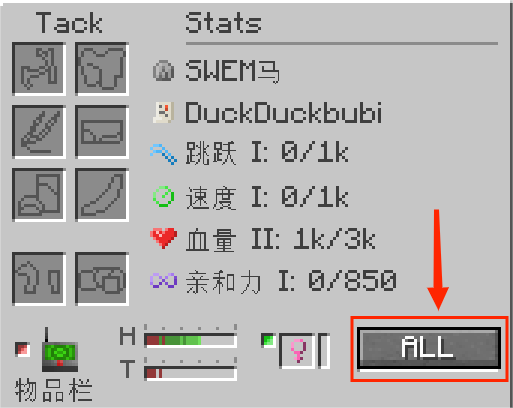 Tack
Stats
SWEM马
DuckDuckbubi
跳跃 I: 0/1k
速度 I: 0/1k
血量 II: 1k/3k
亲和力 I: 0/850
H
T
ALL
物品栏